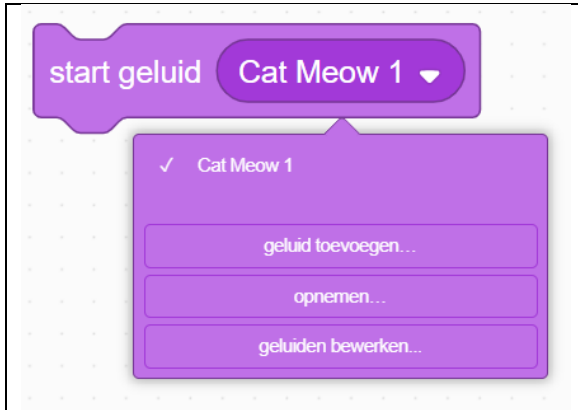 start geluid Cat Meow 1
Cat Meow 1
geluid toevoegen...
opnemen...
geluiden bewerken...